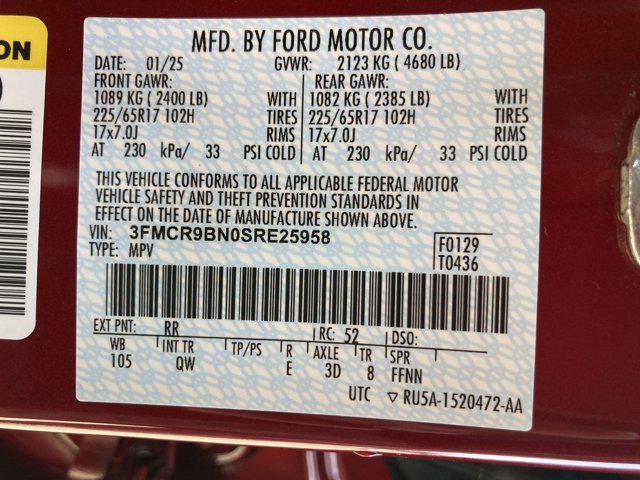 ON
MFD. BY FORD MOTOR CO.
DATE: 01/25 GVWR: 2123 KG ( 4680 LB)
FRONT GAWR: REAR GAWR:
1089 KG ( 2400 LB) WITH 1082 KG ( 2385 LB) WITH
225/65R17 102H TIRES 225/65R17 102H TIRES
17x7.0J RIMS 17x7.0J RIMS
AT 230 kPa/ 33 PSI COLD AT 230 kPa/ 33 PSI COLD
THIS VEHICLE CONFORMS TO ALL APPLICABLE FEDERAL MOTOR
VEHICLE SAFETY AND THEFT PREVENTION STANDARDS IN
EFFECT ON THE DATE OF MANUFACTURE SHOWN ABOVE.
VIN: 3FMCR9BN0SRE25958 F0129
TYPE: MPV T0436
EXT PNT: RR RC: 52 DSO:
WB INT TR TP/PS R AXLE TR SPR
105 QW E 3D 8 FFNN
UTC ▽ RU5A-1520472-AA